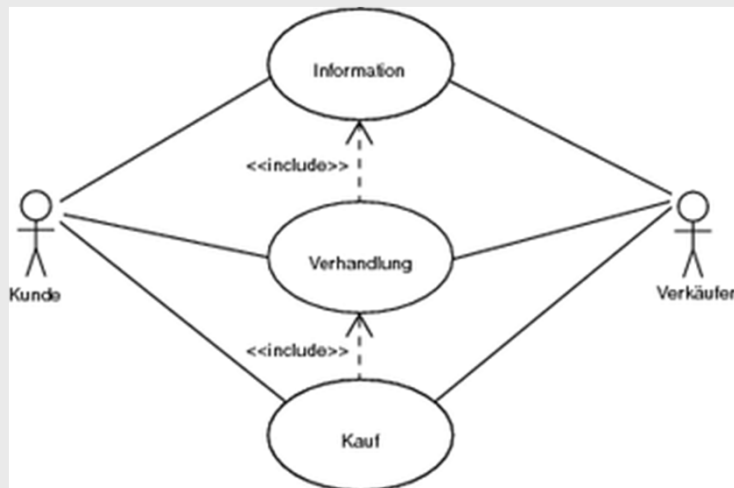 Information
<<include>>
Verhandlung
Kunde
Verkäufer
<<include>>
Kauf